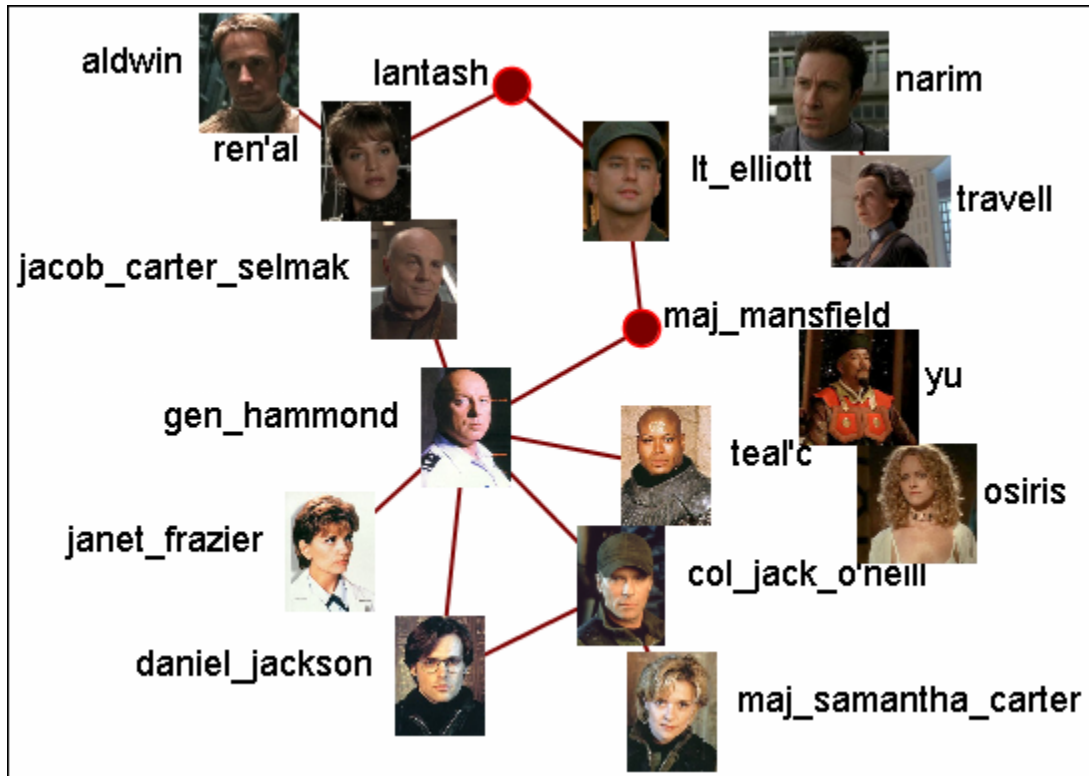 aldwin
lantash
narim
ren'al
lt_elliott
travell
jacob_carter_selmak
maj_mansfield
yu
gen_hammond
teal'c
osiris
janet_frazier
col_jack_o'neill
daniel_jackson
maj_samantha_carter